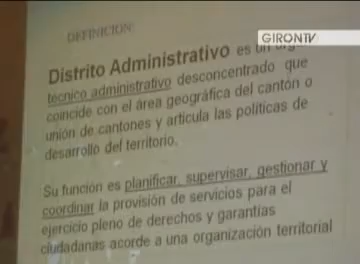 GIRONTV
DEFINICION:
Distrito Administrativo es un
técnico administrativo desconcentrado que
coincide con el área geográfica del cantón o
unión de cantones y articula las políticas de
desarrollo del territorio.
Su función es planificar, supervisar, gestionar y
coordinar la provisión de servicios para el
ejercicio pleno de derechos y garantías
ciudadanas acorde a una organización territorial